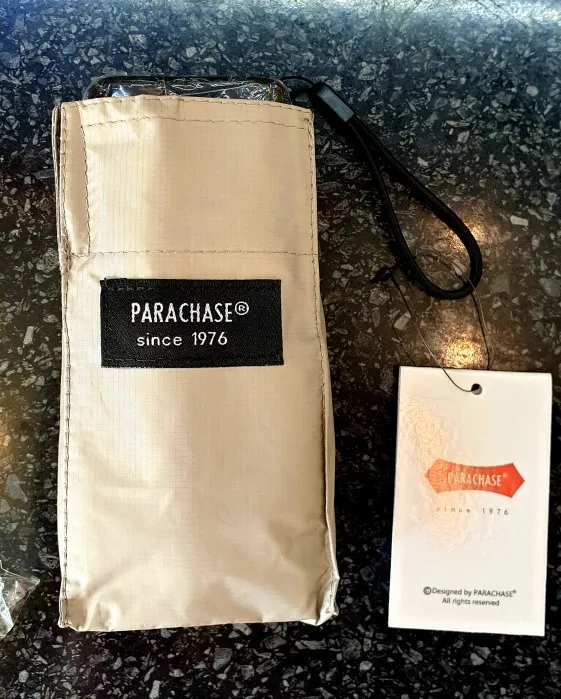 PARACHASE®
since 1976
PARACHASE®
since 1976
©Designed by PARACHASE®
All rights reserved